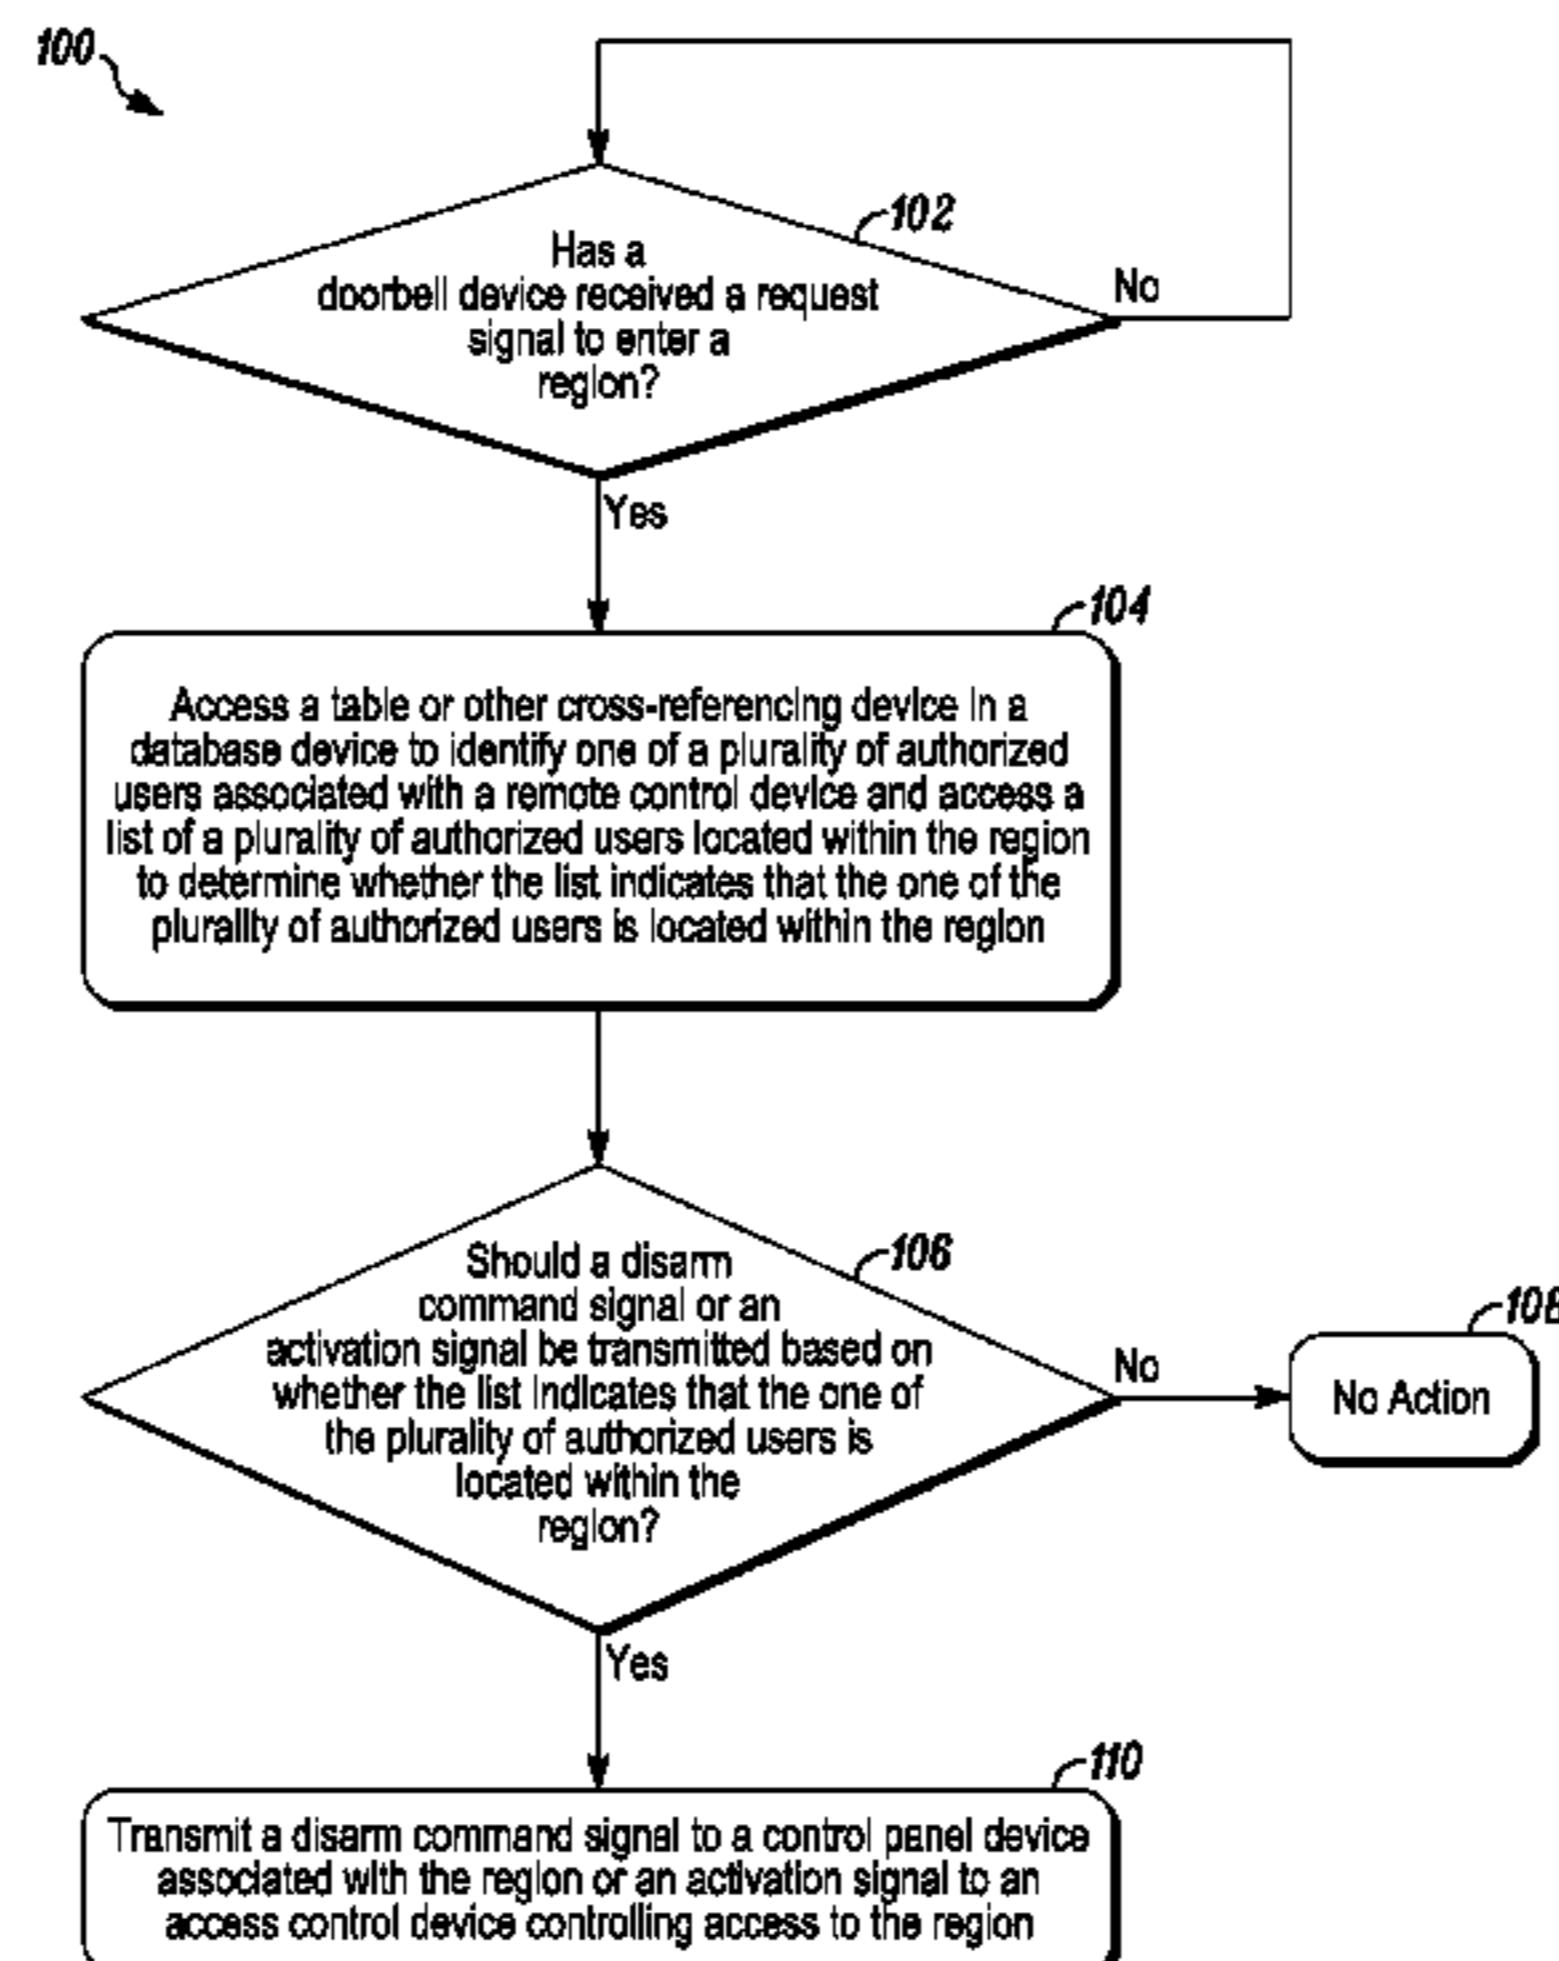 100
102
Has a
doorbell device received a request
signal to enter a
region?
No
Yes
104
Access a table or other cross-referencing device in a
database device to identify one of a plurality of authorized
users associated with a remote control device and access a
list of a plurality of authorized users located within the region
to determine whether the list indicates that the one of the
plurality of authorized users is located within the region
106
Should a disarm
command signal or an
activation signal be transmitted based on
whether the list indicates that the one of
the plurality of authorized users is
located within the
region?
No
108
No Action
Yes
110
Transmit a disarm command signal to a control panel device
associated with the region or an activation signal to an
access control device controlling access to the region